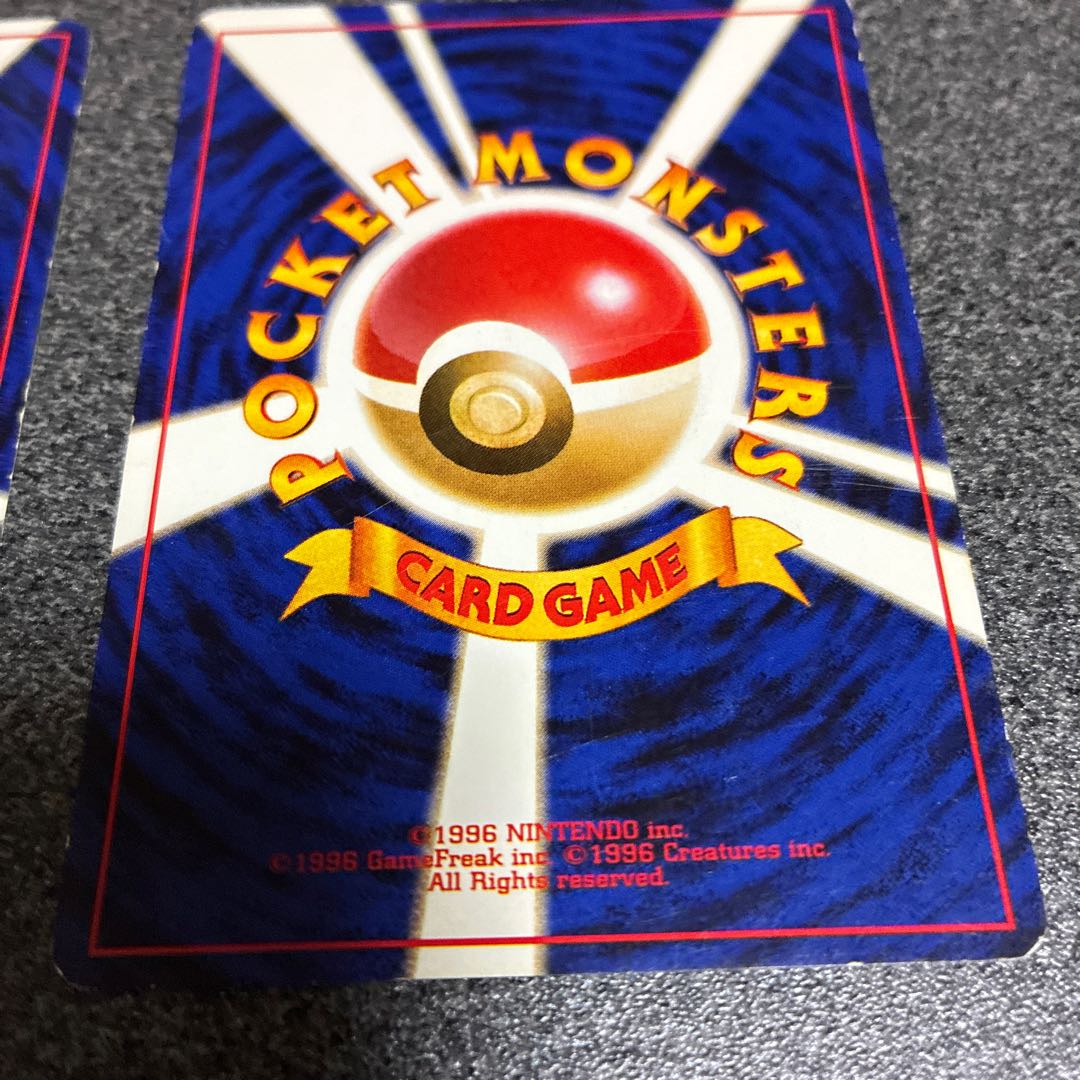 POCKET MONSTERS
CARD GAME
©1996 NINTENDO inc.
©1996 GameFreak inc. ©1996 Creatures inc.
All Rights reserved.